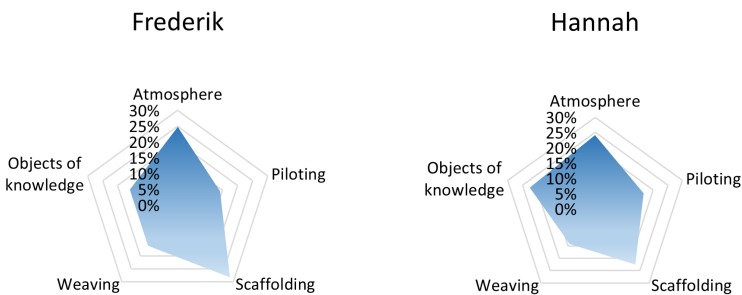 Frederik
Atmosphere
30%
25%
20%
15%
10%
5%
0%
Objects of
knowledge
Piloting
Weaving
Scaffolding
Hannah
Atmosphere
30%
25%
20%
15%
10%
5%
0%
Objects of
knowledge
Piloting
Weaving
Scaffolding